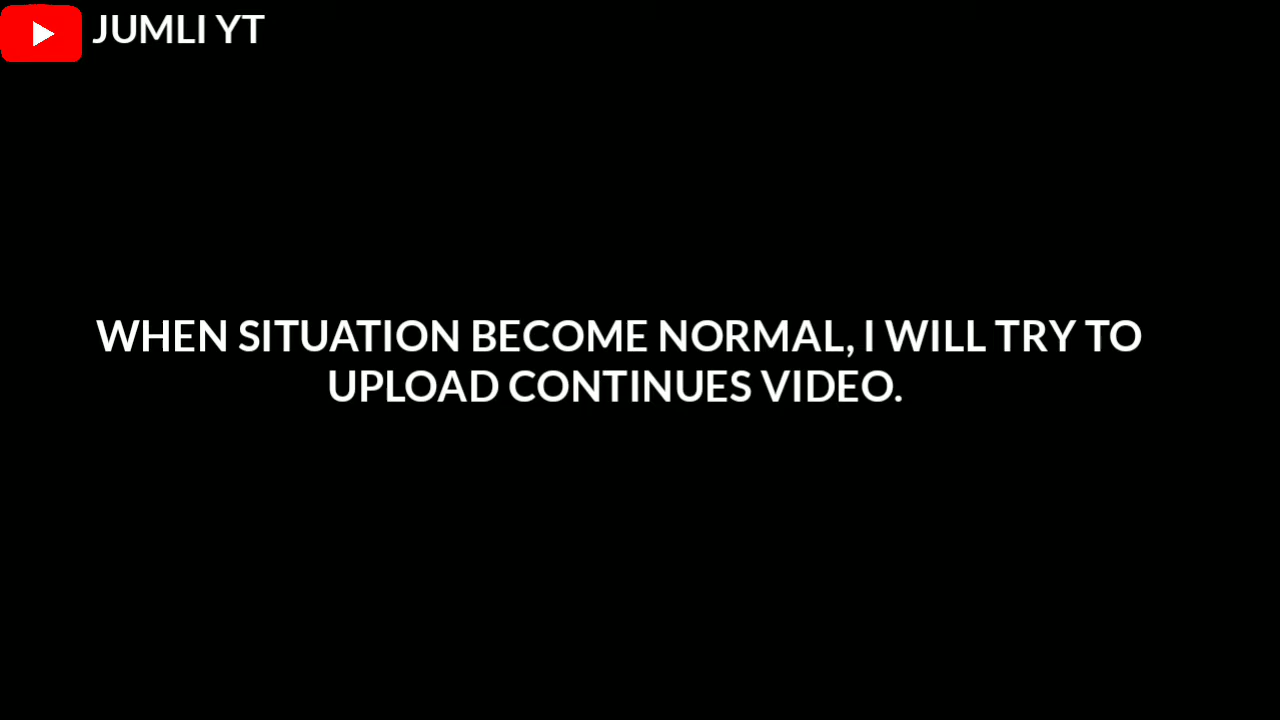 JUMLI YT
WHEN SITUATION BECOME NORMAL, I WILL TRY TO
UPLOAD CONTINUES VIDEO.